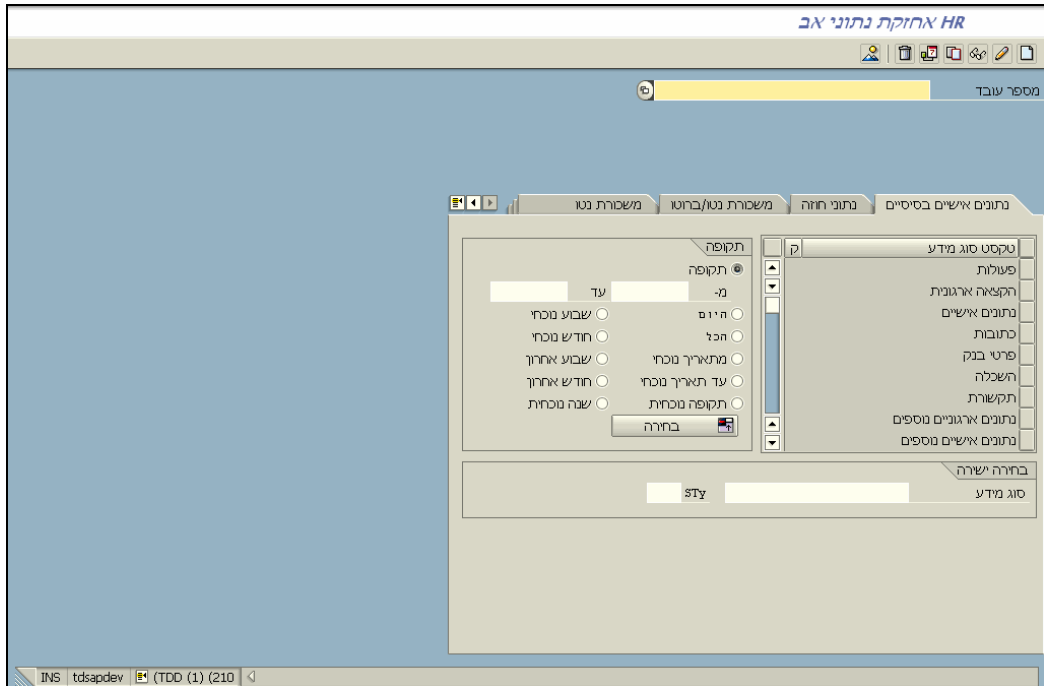 אחזקת נתוני אב HR
מספר עובד
נתונים אישים בסיסיים
נתוני חוזה
משכורת נטו/ברוטו
משכורת נטו
טקסט סוג מידע
ק
פעולות
הקצאה ארגונית
נתונים אישים
כתובות
פרטי בנק
השכלה
תקשורת
נתונים ארגוניים נוספים
נתונים אישים נוספים
תקופה
תקופה
מ-
עד
היום
שבוע נוכחי
הכל
חודש נוכחי
מתאריך נוכחי
שבוע אחרון
עד תאריך נוכחי
חודש אחרון
תקופה נוכחית
שנה נוכחית
בחירה
בחירה ישירה
סוג מידע
STy
INS tdsapdev (TDD (1) (210